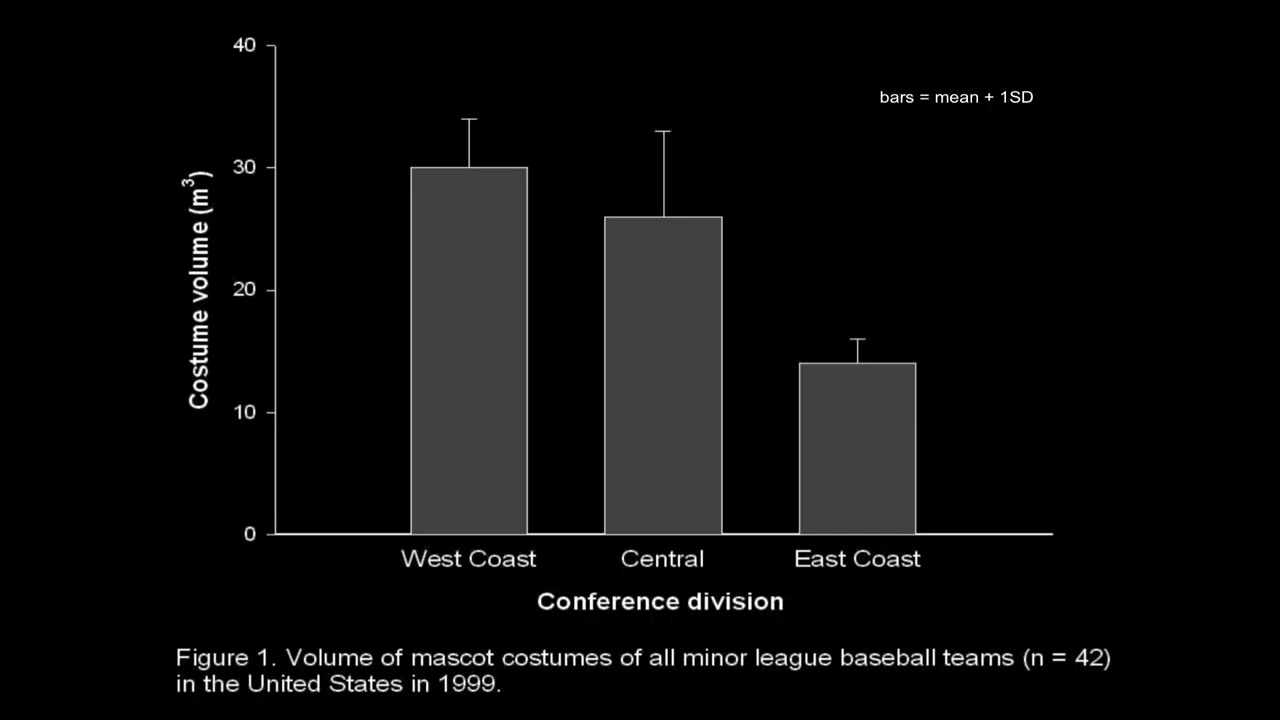 40
bars = mean + 1SD
30
Costume volume (m³)
20
10
0
West Coast Central East Coast
Conference division
Figure 1. Volume of mascot costumes of all minor league baseball teams (n = 42)
in the United States in 1999.